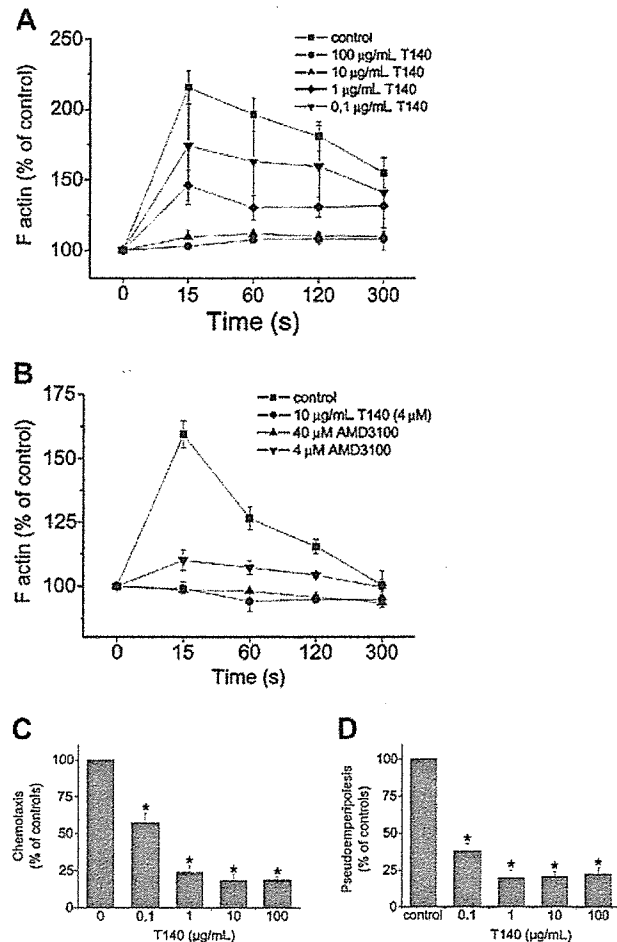 A
F actin (% of control)
250
200
150
100
control
100 µg/mL T140
10 µg/mL T140
1 µg/mL T140
0,1 µg/mL T140
0 15 60 120 300
Time (s)
B
F actin (% of control)
175
150
125
100
control
10 µg/mL T140 (4 µM)
40 µM AMD3100
4 µM AMD3100
0 15 60 120 300
Time (s)
C
Chemotaxis
(% of controls)
100
75
50
25
0
*
*
*
*
0 0,1 1 10 100
T140 (µg/mL)
D
Pseudoemperipolesis
(% of controls)
100
75
50
25
0
*
*
*
*
control 0.1 1 10 100
T140 (µg/mL)